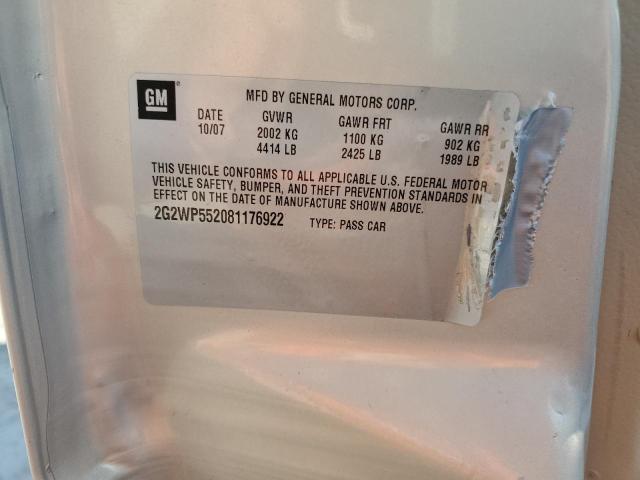 GM
MFD BY GENERAL MOTORS CORP.
DATE GVWR GAWR FRT GAWR RR
10/07 2002 KG 1100 KG 902 KG
4414 LB 2425 LB 1989 LB
THIS VEHICLE CONFORMS TO ALL APPLICABLE U.S. FEDERAL MOTOR
VEHICLE SAFETY, BUMPER, AND THEFT PREVENTION STANDARDS IN
EFFECT ON THE DATE OF MANUFACTURE SHOWN ABOVE.
2G2WP552081176922 TYPE: PASS CAR